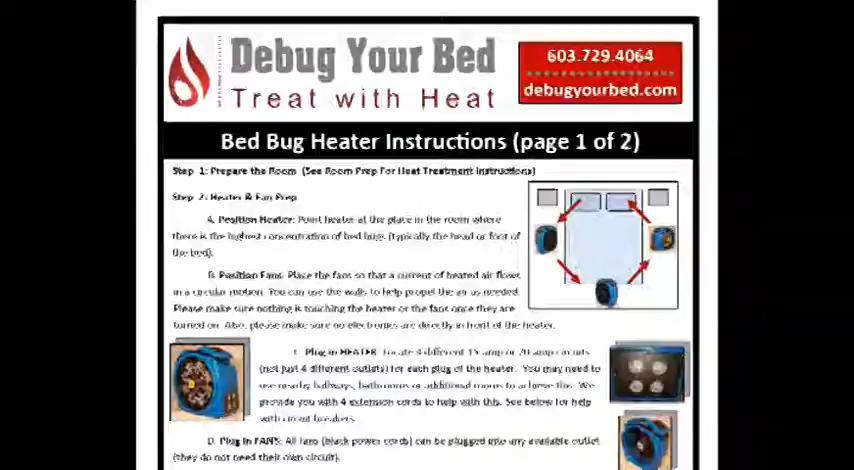 Debug Your Bed
Treat with Heat
603.729.4064
debugyourbed.com
Bed Bug Heater Instructions (page 1 of 2)
Step 1: Prepare the Room (See Room Prep For Heat Treatment Instructions)
Step 2: Heater & Fan Prep
A. Position Heater: Point heater at the place in the room where
there is the highest concentration of bed bugs (typically the head or foot of
the bed).
B. Position Fans: Place the fans so that a current of heated air flows
in a circular motion. You can use the walls to help propel the air as needed.
Please make sure nothing is touching the heater or the fans once they are
turned on. Also, please make sure no electronics are directly in front of the heater.
C. Plug in HEATER: Locate 4 different 15-amp or 20-amp circuits
(not just 4 different outlets) for each plug of the heater. You may need to
use nearby hallways, bathrooms or additional rooms to achieve this. We
provide you with 4 extension cords to help with this. See below for help
with circuit breakers.
D. Plug in FANS: All fans (black power cords) can be plugged into any available outlet
(they do not need their own circuit).